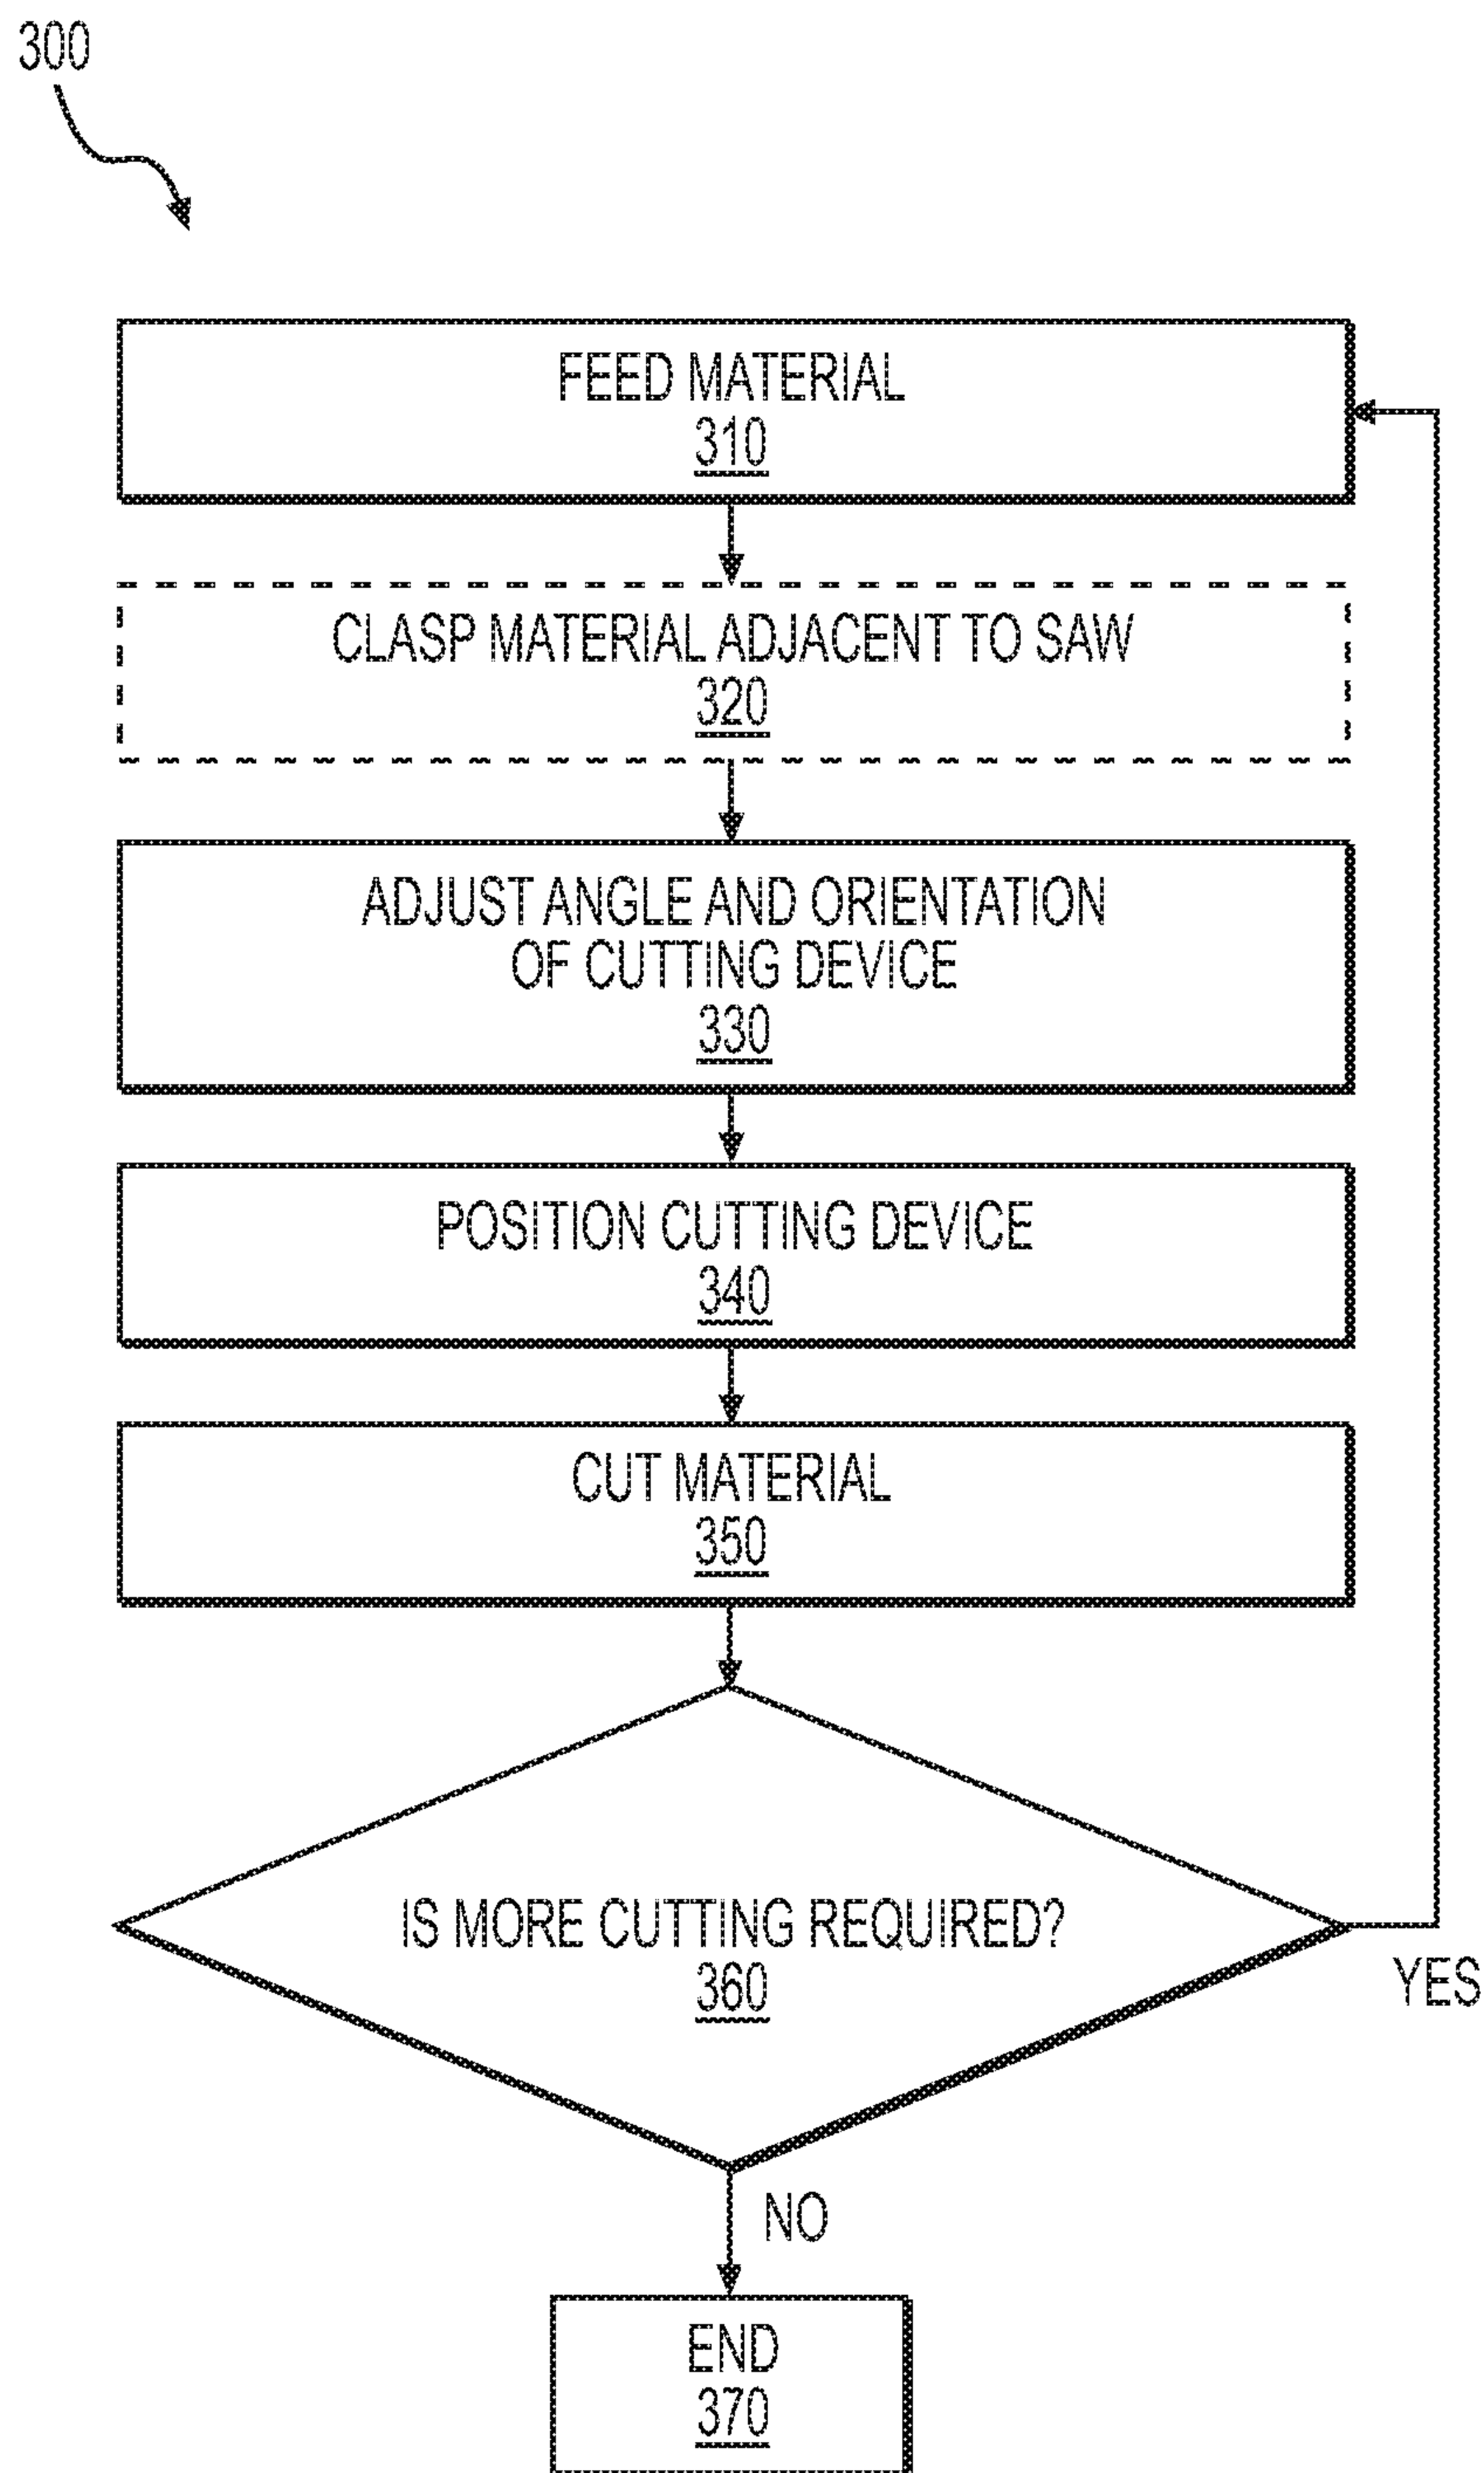 300
FEED MATERIAL
310
CLASP MATERIAL ADJACENT TO SAW
320
ADJUST ANGLE AND ORIENTATION
OF CUTTING DEVICE
330
POSITION CUTTING DEVICE
340
CUT MATERIAL
350
IS MORE CUTTING REQUIRED?
360
YES
NO
END
370